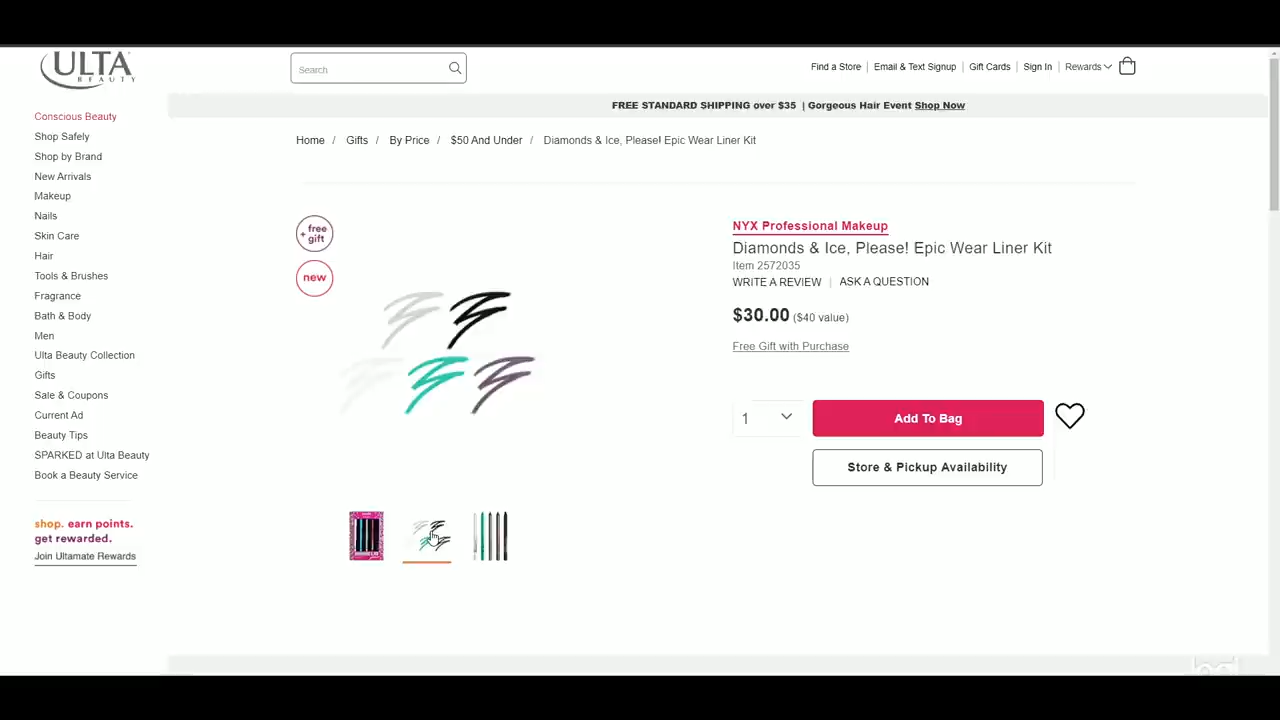 ULTA
BEAUTY
Search
Find a Store
Email & Text Signup
Gift Cards
Sign In
Rewards
FREE STANDARD SHIPPING over $35 | Gorgeous Hair Event Shop Now
Conscious Beauty
Shop Safely
Shop by Brand
New Arrivals
Makeup
Nails
Skin Care
Hair
Tools & Brushes
Fragrance
Bath & Body
Men
Ulta Beauty Collection
Gifts
Sale & Coupons
Current Ad
Beauty Tips
SPARKED at Ulta Beauty
Book a Beauty Service
shop. earn points.
get rewarded.
Join Ultamate Rewards
Home / Gifts / By Price / $50 And Under / Diamonds & Ice, Please! Epic Wear Liner Kit
+ free
gift
new
NYX Professional Makeup
Diamonds & Ice, Please! Epic Wear Liner Kit
Item 2572035
WRITE A REVIEW | ASK A QUESTION
$30.00 ($40 value)
Free Gift with Purchase
1
Add To Bag
Store & Pickup Availability